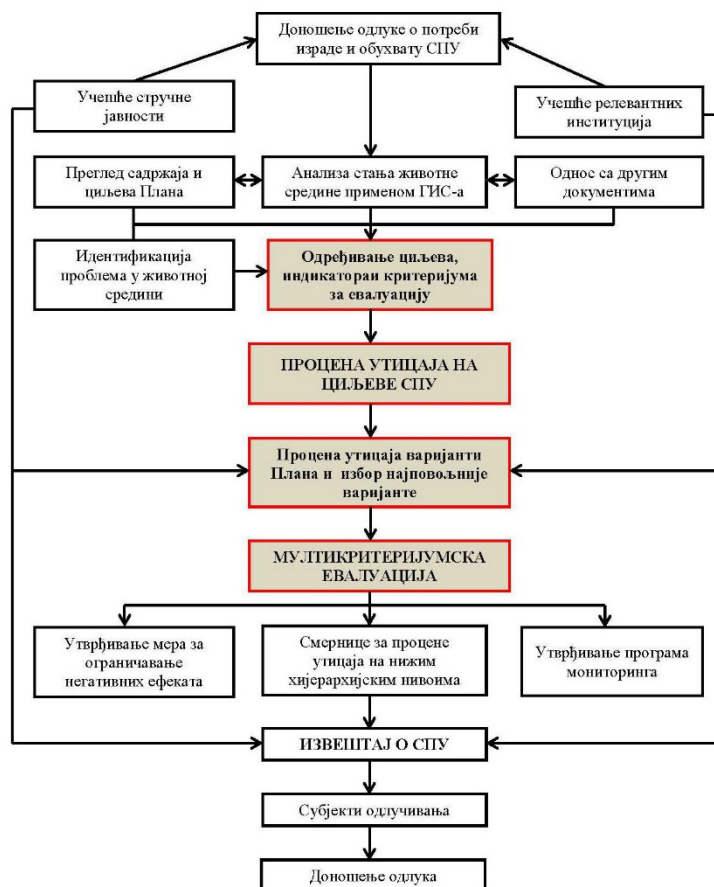 Доношење одлуке о потреби
израде и обухвату СПУ
Учешће стручне
јавности
Учешће релевантних
институција
Преглед садржаја и
циљева Плана
Анализа стања животне
средине применом ГИС-а
Однос са другим
документима
Идентификација
проблема у животној
средини
Одређивање циљева,
индикатораи критеријума
за евалуацију
ПРОЦЕНА УТИЦАЈА НА
ЦИЉЕВЕ СПУ
Процена утицаја варијанти
Плана и избор најповољније
варијанте
МУЛТИКРИТЕРИЈУМСКА
ЕВАЛУАЦИЈА
Утврђивање мера за
ограничавање
негативних ефеката
Смернице за процене
утицаја на нижим
хијерархијским нивоима
Утврђивање програма
мониторинга
ИЗВЕШТАЈ О СПУ
Субјекти одлучивања
Доношење одлука